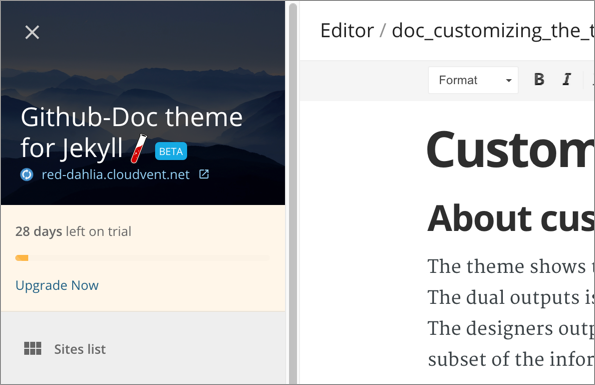 Github-Doc theme
for Jekyll BETA
red-dahlia.cloudvent.net
28 days left on trial
Upgrade Now
Sites list
Editor / doc_customizing_the_t
Format B I
Custom
About cus
The theme shows
The dual outputs is
The designers outp
subset of the infor